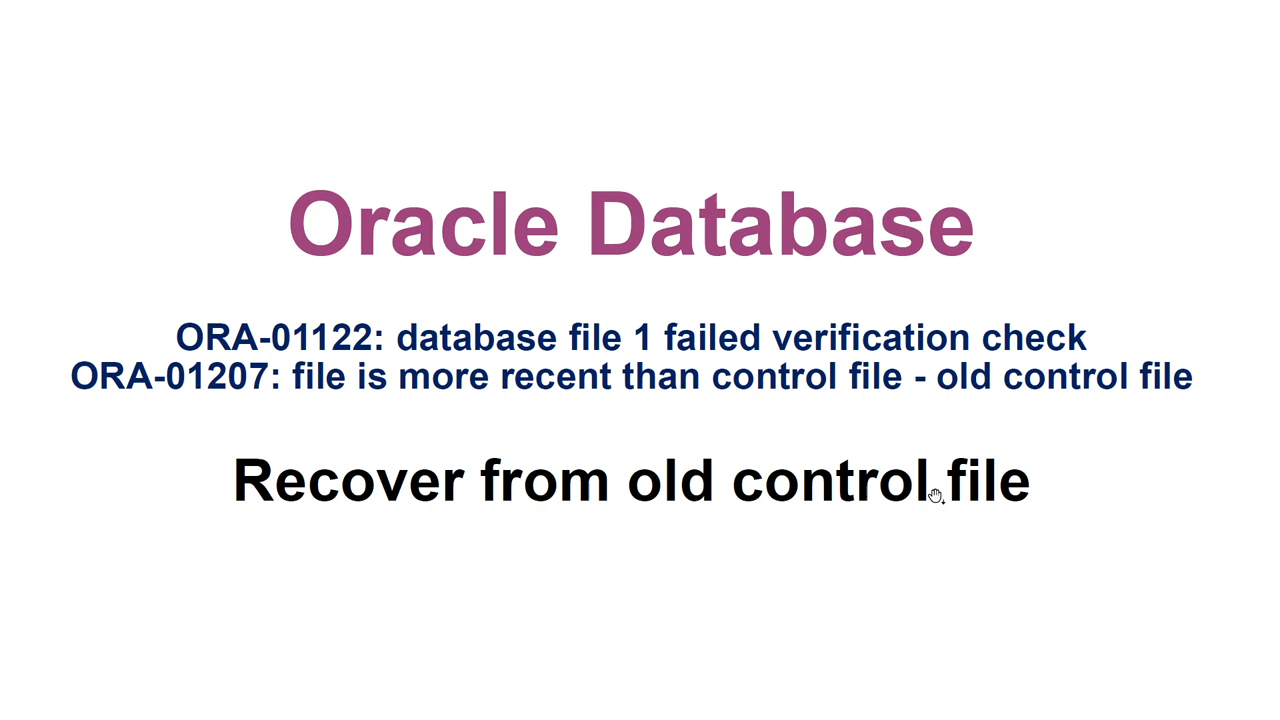 Oracle Database
ORA-01122: database file 1 failed verification check
ORA-01207: file is more recent than control file - old control file
Recover from old control file